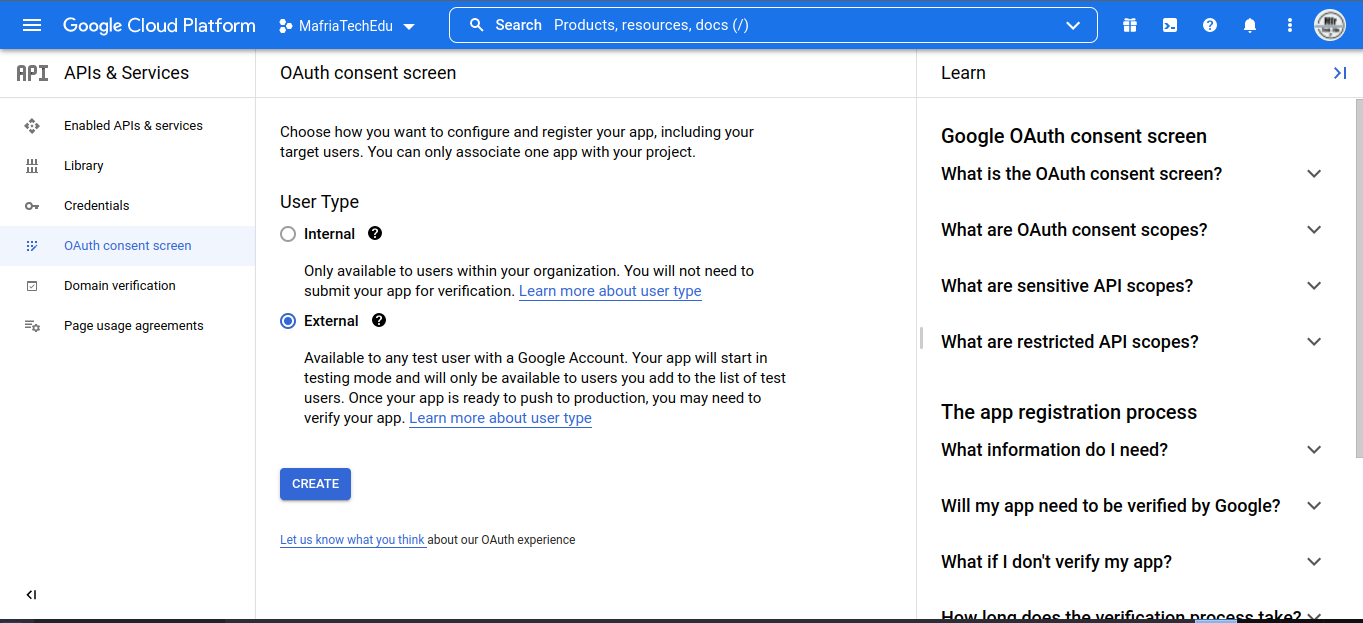 Google Cloud Platform
MafriaTechEdu
Search Products, resources, docs (/)
API APIs & Services
Enabled APIs & services
Library
Credentials
OAuth consent screen
Domain verification
Page usage agreements
OAuth consent screen
Choose how you want to configure and register your app, including your
target users. You can only associate one app with your project.
User Type
Internal
Only available to users within your organization. You will not need to
submit your app for verification. Learn more about user type
External
Available to any test user with a Google Account. Your app will start in
testing mode and will only be available to users you add to the list of test
users. Once your app is ready to push to production, you may need to
verify your app. Learn more about user type
CREATE
Let us know what you think about our OAuth experience
Learn
Google OAuth consent screen
What is the OAuth consent screen?
What are OAuth consent scopes?
What are sensitive API scopes?
What are restricted API scopes?
The app registration process
What information do I need?
Will my app need to be verified by Google?
What if I don't verify my app?
How long does the verification process take?